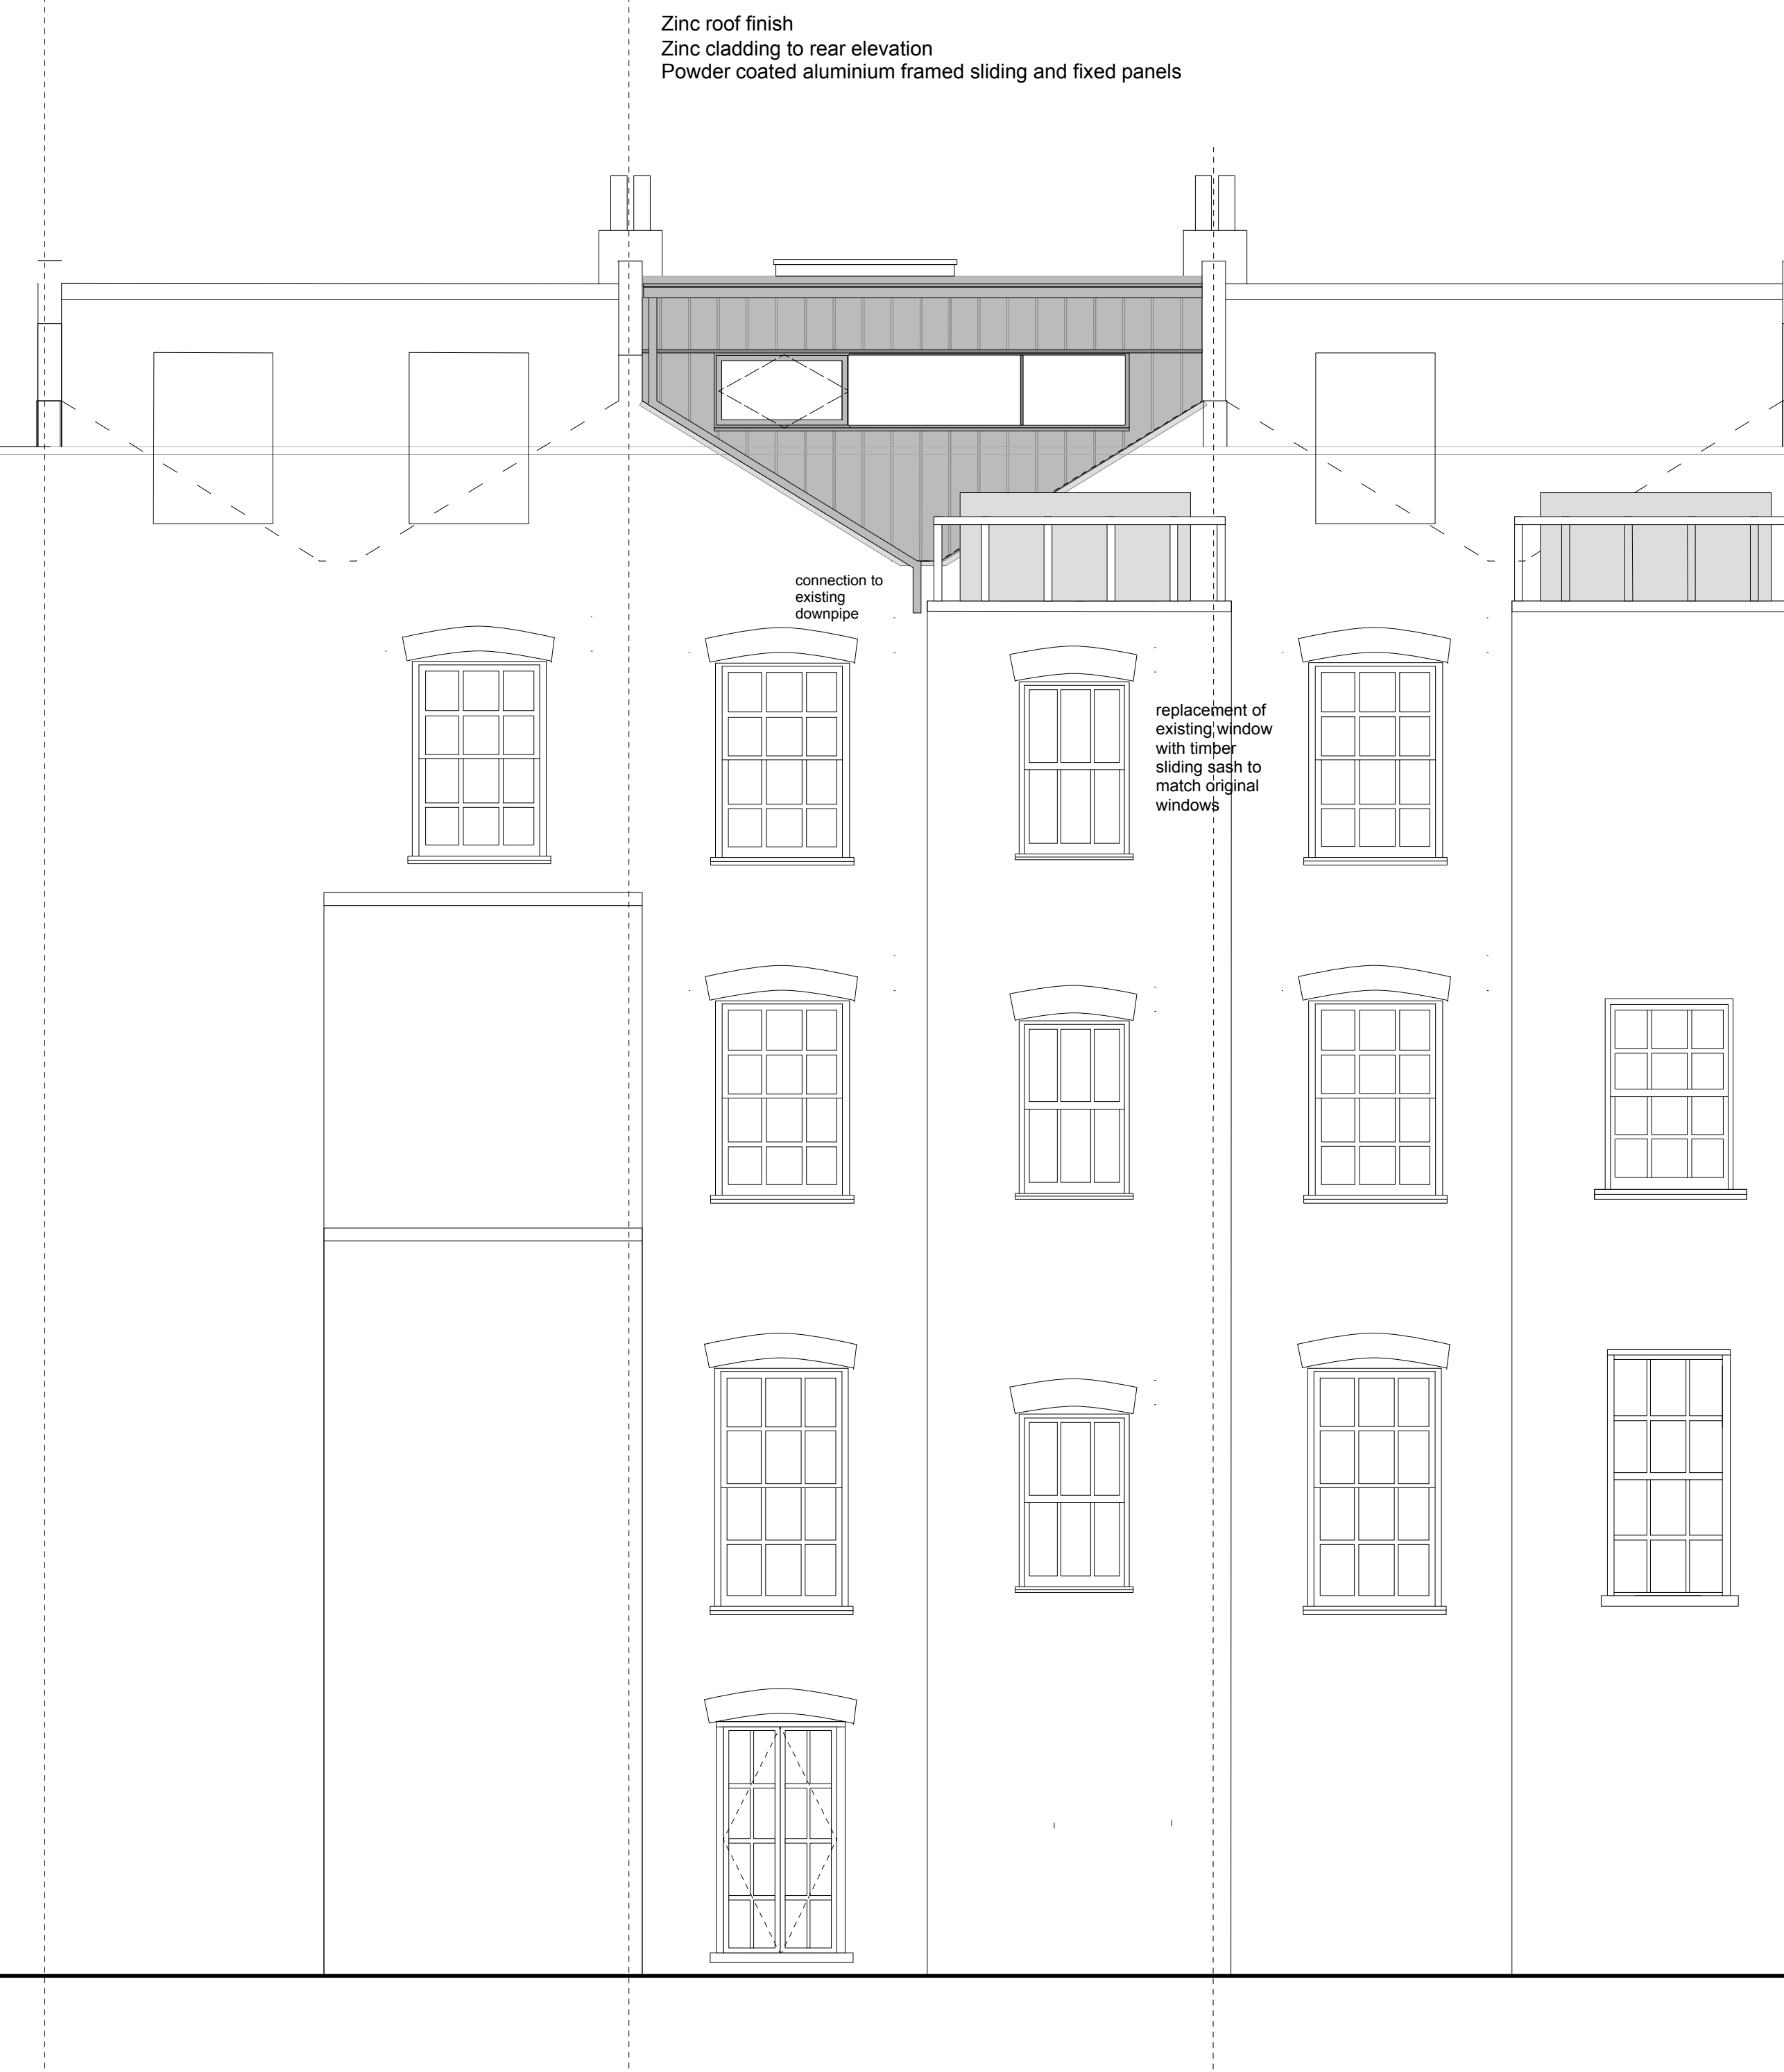 Zinc roof finish
Zinc cladding to rear elevation
Powder coated aluminium framed sliding and fixed panels
connection to
existing
downpipe
replacement of
existing window
with timber
sliding sash to
match original
windows